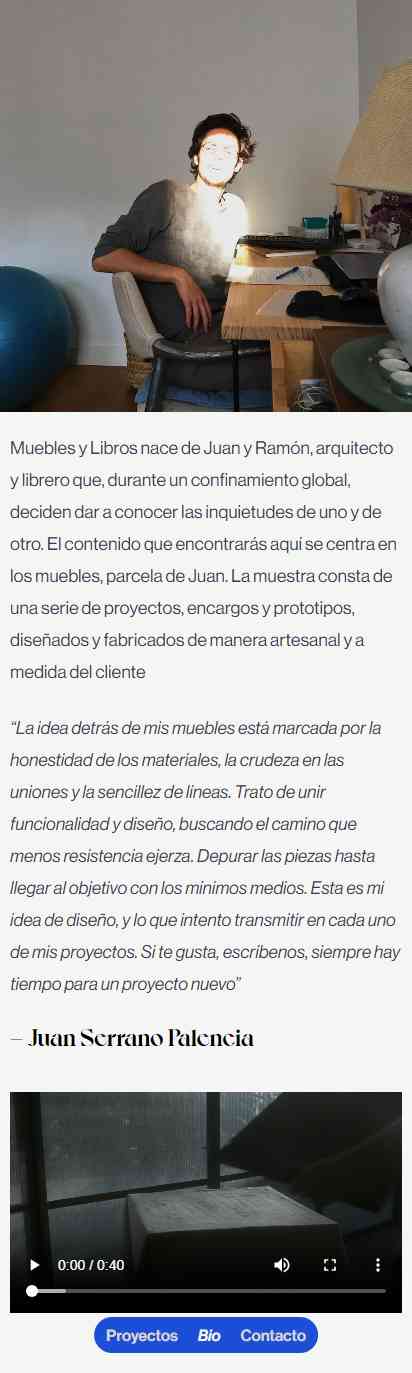 Muebles y Libros nace de Juan y Ramón, arquitecto
y librero que, durante un confinamiento global,
deciden dar a conocer las inquietudes de uno y de
otro. El contenido que encontrarás aquí se centra en
los muebles, parcela de Juan. La muestra consta de
una serie de proyectos, encargos y prototipos,
diseñados y fabricados de manera artesanal y a
medida del cliente
“La idea detrás de mis muebles está marcada por la
honestidad de los materiales, la crudeza en las
uniones y la sencillez de líneas. Trato de unir
funcionalidad y diseño, buscando el camino que
menos resistencia ejerza. Depurar las piezas hasta
llegar al objetivo con los mínimos medios. Esta es mi
idea de diseño, y lo que intento transmitir en cada uno
de mis proyectos. Si te gusta, escríbenos, siempre hay
tiempo para un proyecto nuevo”
— Juan Serrano Palencia
0:00 / 0:40
Proyectos Bio Contacto